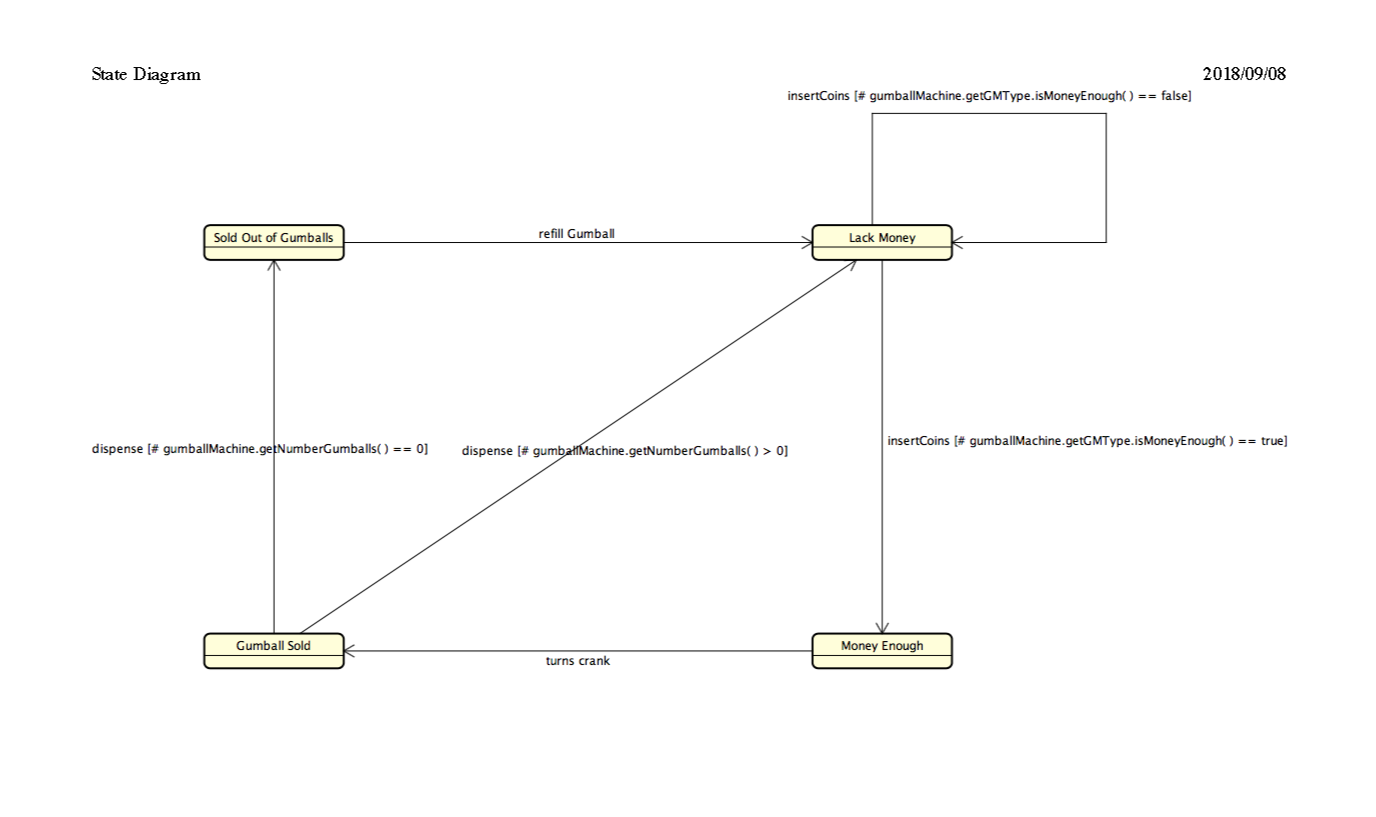 State Diagram
2018/09/08
insertCoins [# gumballMachine.getGMType.isMoneyEnough( ) == false]
Sold Out of Gumballs
refill Gumball
Lack Money
dispense [# gumballMachine.getNumberGumballs( ) == 0]
dispense [# gumballMachine.getNumberGumballs( ) > 0]
insertCoins [# gumballMachine.getGMType.isMoneyEnough( ) == true]
Gumball Sold
turns crank
Money Enough